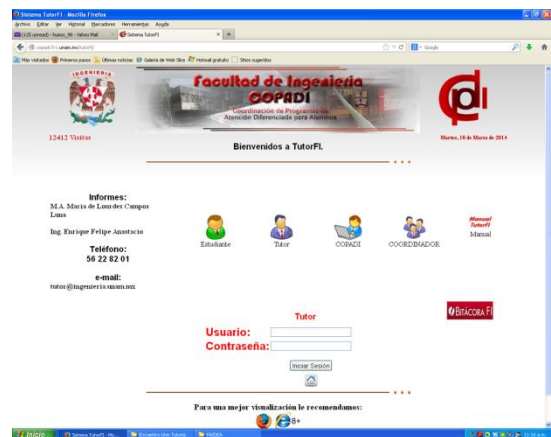 Sistema TutorFI - Mozilla Firefox
Archivo Editar Ver Historial Marcadores Herramientas Ayuda
Sistema TutorFI
Google
Más visitados Primeros pasos Últimas noticias Galería de Web Slice Hotmail gratuito Sitios sugeridos
INGENIERIA
Facultad de Ingeniería
COPADI
Coordinación de Programas de
Atención Diferenciada para Alumnos
12412 Visitas
Martes, 18 de Marzo de 2014
Bienvenidos a TutorFI.
Informes:
M.A. María de Lourdes Campos
Luna
Ing. Enrique Felipe Anastacio
Teléfono:
56 22 82 01
e-mail:
tutor@ingenieria.unam.mx
Estudiante
Tutor
COPADI
COORDINADOR
Manual
TutorFI
Manual
BITÁCORA FI
Tutor
Usuario:
Contraseña:
Iniciar Sesión
Para una mejor visualización le recomendamos:
8+
Inicio
Sistema TutorFI - Mo...